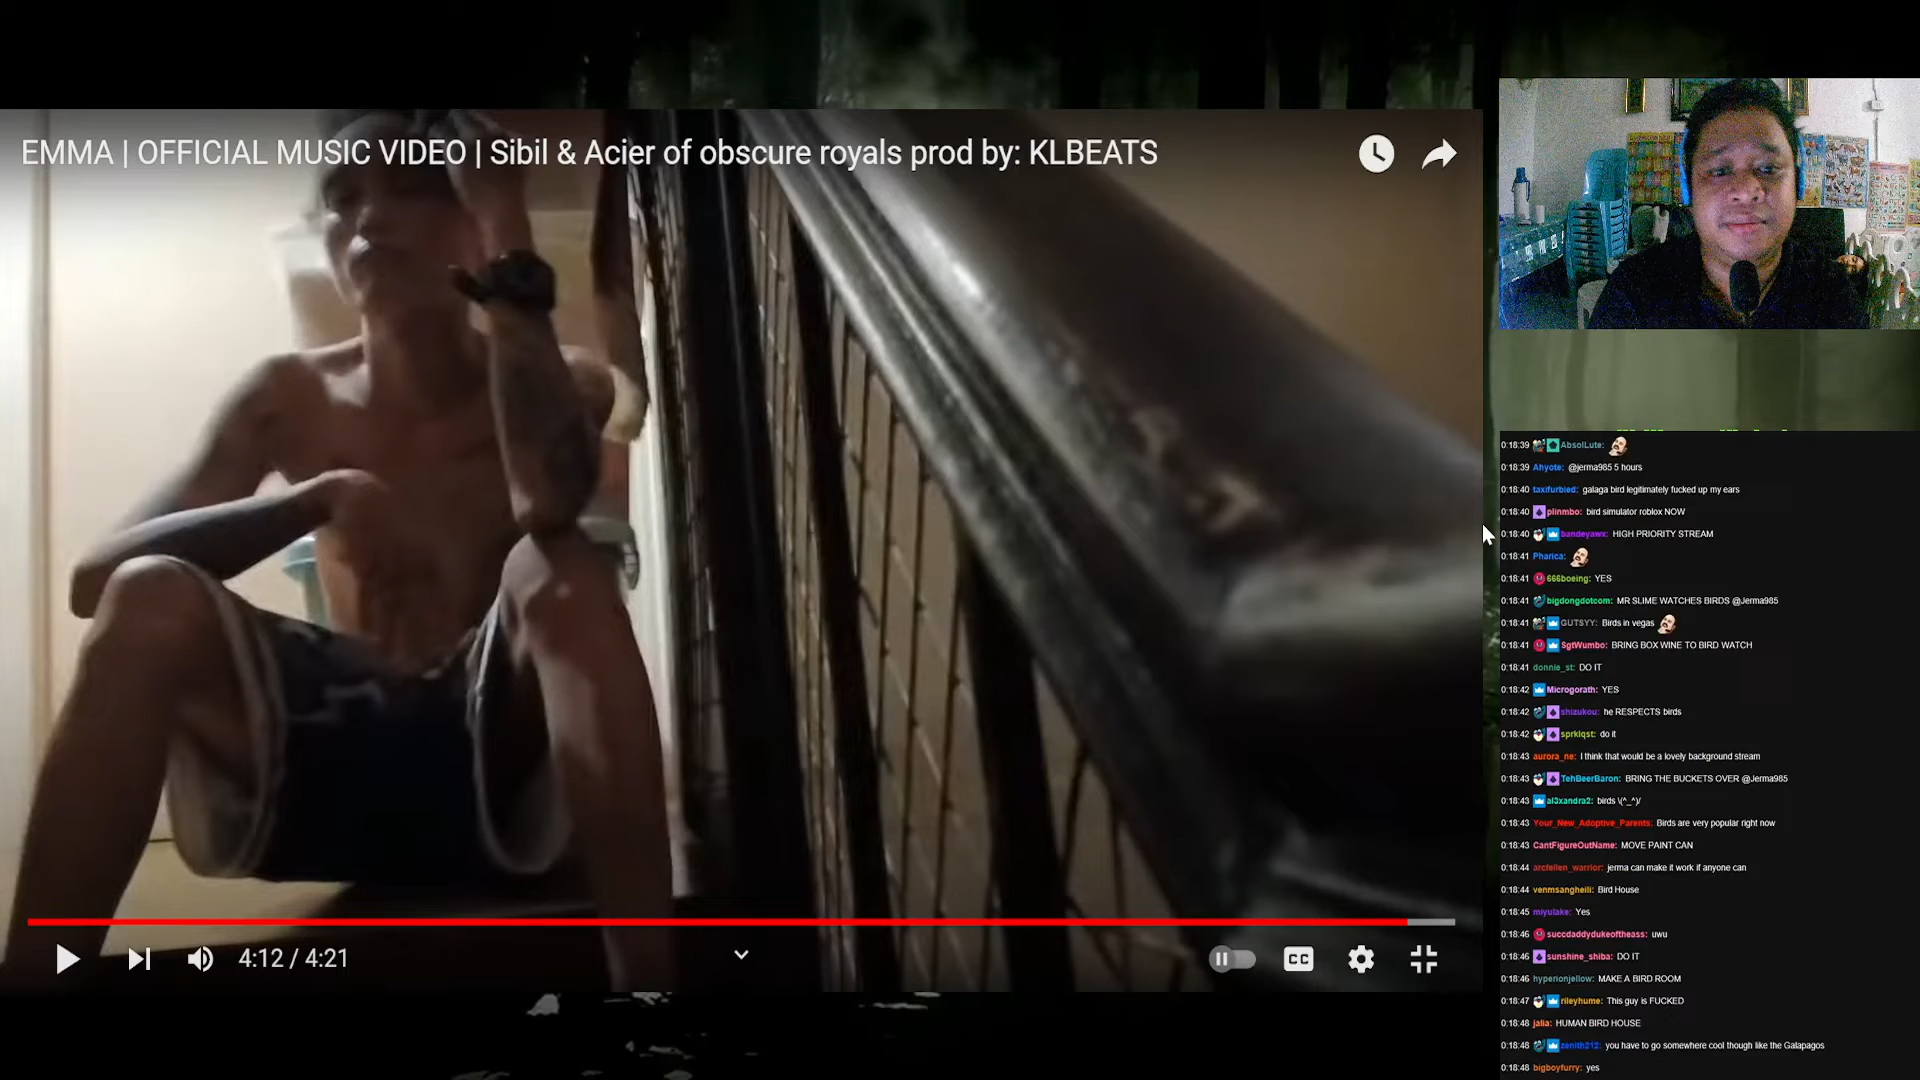 EMMA | OFFICIAL MUSIC VIDEO | Sibil & Acier of obscure royals prod by: KLBEATS
4:12 / 4:21
CC
0:18:39 AbsolLute:
0:18:39 Ahyote: @jerma985 5 hours
0:18:40 taxifurbied: galaga bird legitimately fucked up my ears
0:18:40 plinmbo: bird simulator roblox NOW
0:18:40 bandeyawx: HIGH PRIORITY STREAM
0:18:41 Pharica:
0:18:41 666boeing: YES
0:18:41 bigdongdotcom: MR SLIME WATCHES BIRDS @Jerma985
0:18:41 GUTSYY: Birds in vegas
0:18:41 SgtWumbo: BRING BOX WINE TO BIRD WATCH
0:18:41 donnie_st: DO IT
0:18:42 Microgorath: YES
0:18:42 shizukou: he RESPECTS birds
0:18:42 sprklqst: do it
0:18:43 aurora_ne: I think that would be a lovely background stream
0:18:43 TehBeerBaron: BRING THE BUCKETS OVER @Jerma985
0:18:43 al3xandra2: birds \(^_^)/
0:18:43 Your_New_Adoptive_Parents: Birds are very popular right now
0:18:43 CantFigureOutName: MOVE PAINT CAN
0:18:44 arcfellen_warrior: jerma can make it work if anyone can
0:18:44 venmsangheili: Bird House
0:18:45 miyulake: Yes
0:18:46 succdaddydukeoftheass: uwu
0:18:46 sunshine_shiba: DO IT
0:18:46 hyperionjellow: MAKE A BIRD ROOM
0:18:47 rileyhume: This guy is FUCKED
0:18:48 jalia: HUMAN BIRD HOUSE
0:18:48 zenith212: you have to go somewhere cool though like the Galapagos
0:18:48 bigboyfurry: yes